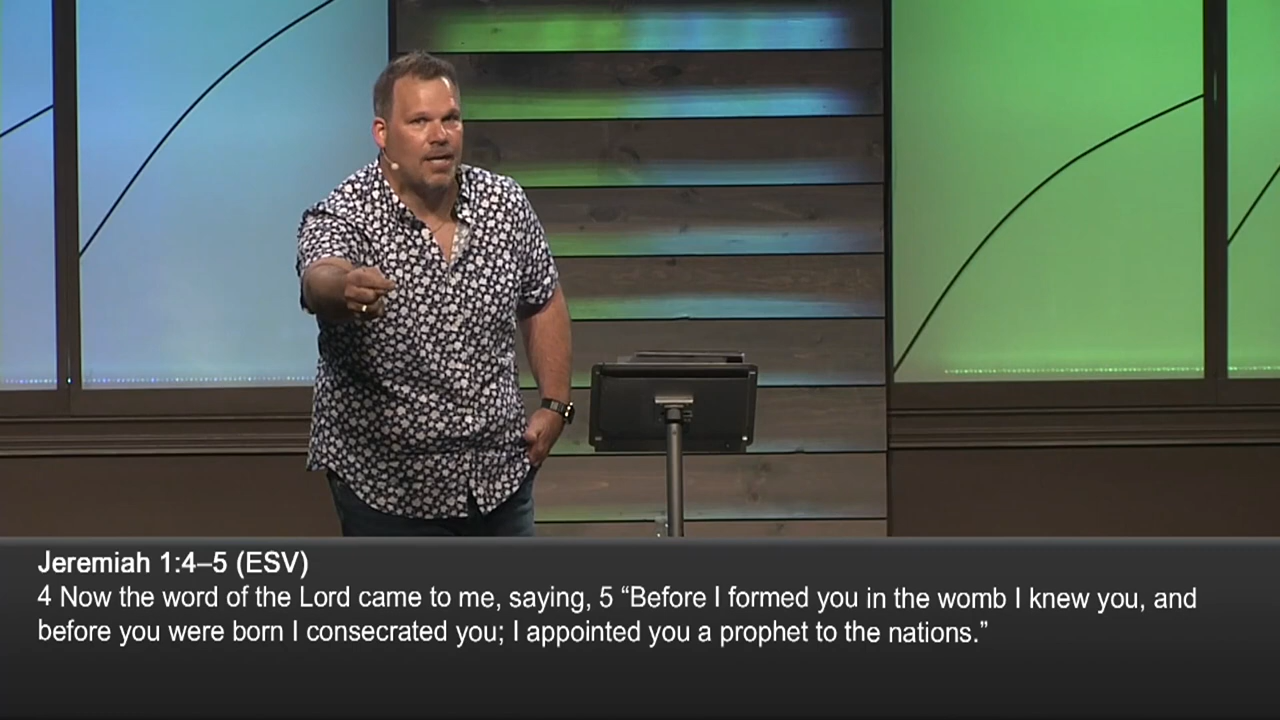 Jeremiah 1:4–5 (ESV)
4 Now the word of the Lord came to me, saying, 5 “Before I formed you in the womb I knew you, and
before you were born I consecrated you; I appointed you a prophet to the nations.”